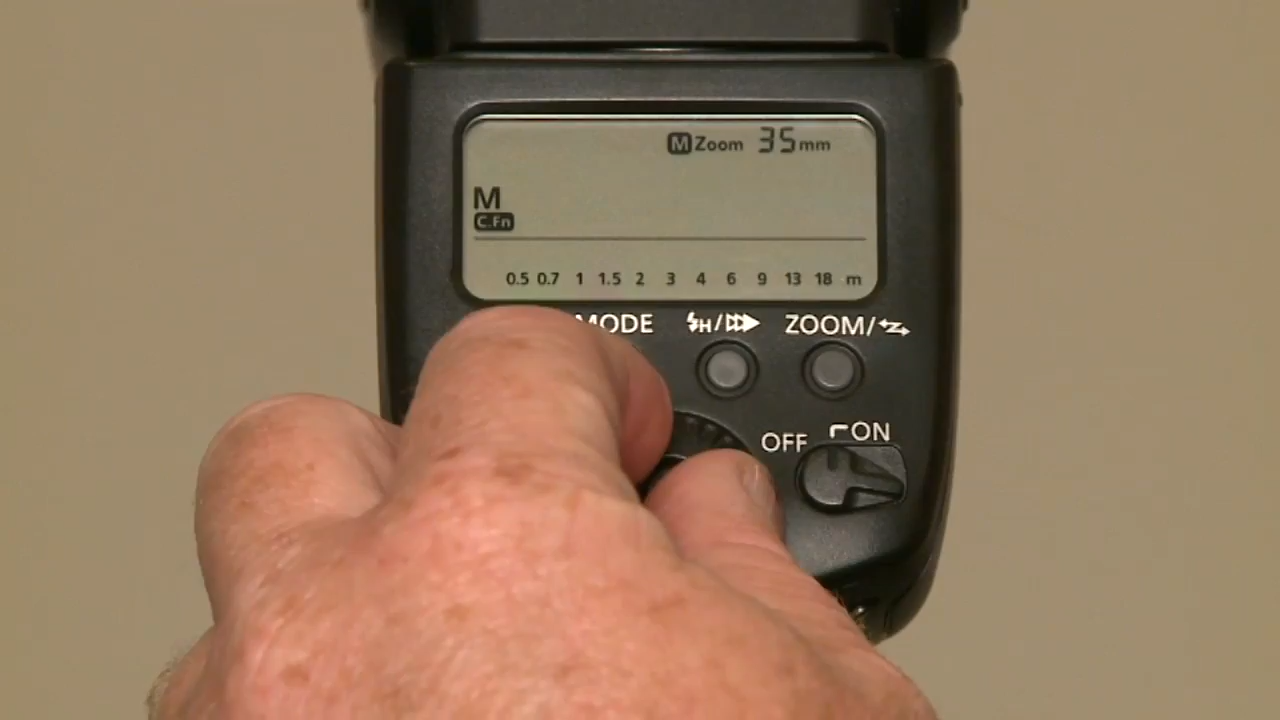 M Zoom 35mm
M
C.Fn
0.5 0.7 1 1.5 2 3 4 6 9 13 18 m
MODE H/ ZOOM/
OFF ON